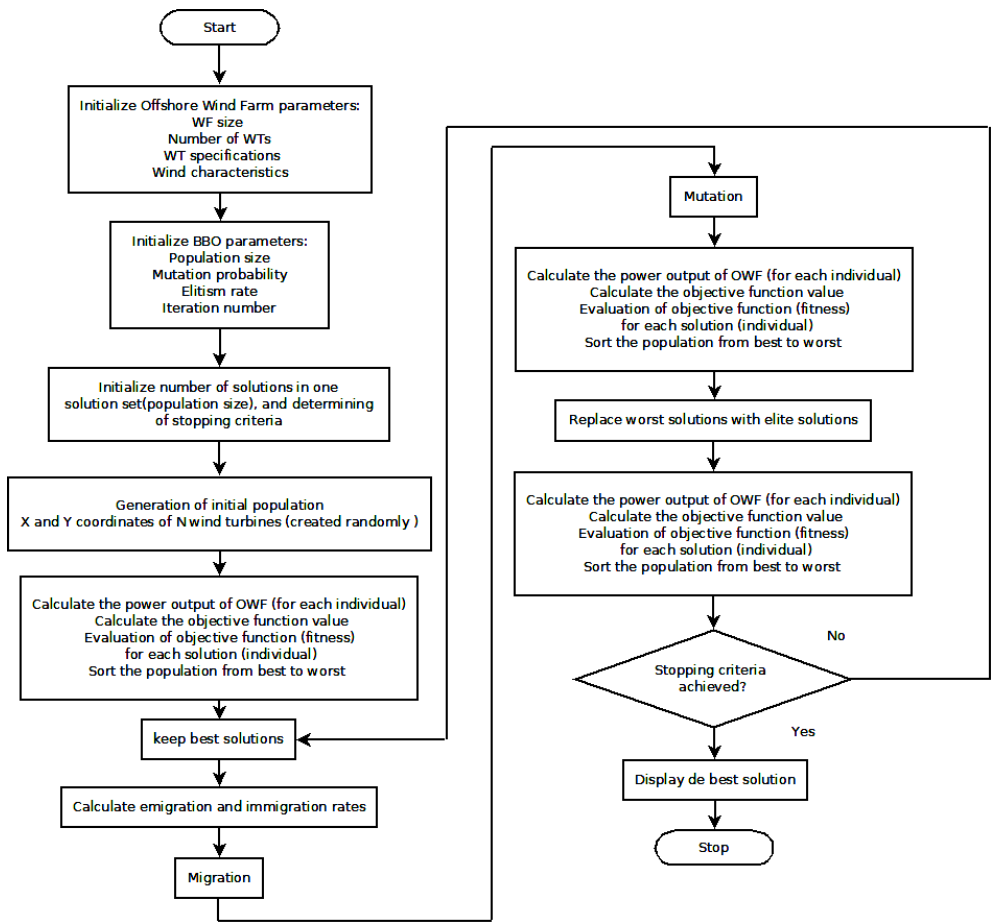 Start
Initialize Offshore Wind Farm parameters:
WF size
Number of WTs
WT specifications
Wind characteristics
Initialize BBO parameters:
Population size
Mutation probability
Elitism rate
Iteration number
Initialize number of solutions in one
solution set(population size), and determining
of stopping criteria
Generation of initial population
X and Y coordinates of N wind turbines (created randomly )
Calculate the power output of OWF (for each individual)
Calculate the objective function value
Evaluation of objective function (fitness)
for each solution (individual)
Sort the population from best to worst
keep best solutions
Calculate emigration and immigration rates
Migration
Mutation
Calculate the power output of OWF (for each individual)
Calculate the objective function value
Evaluation of objective function (fitness)
for each solution (individual)
Sort the population from best to worst
Replace worst solutions with elite solutions
Calculate the power output of OWF (for each individual)
Calculate the objective function value
Evaluation of objective function (fitness)
for each solution (individual)
Sort the population from best to worst
No
Stopping criteria
achieved?
Yes
Display de best solution
Stop